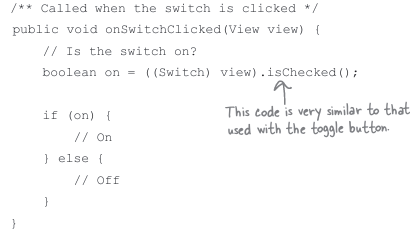 /** Called when the switch is clicked */
public void onSwitchClicked(View view) {
// Is the switch on?
boolean on = ((Switch) view).isChecked();
if (on) {
// On
} else {
// Off
}
}
This code is very similar to that
used with the toggle button.